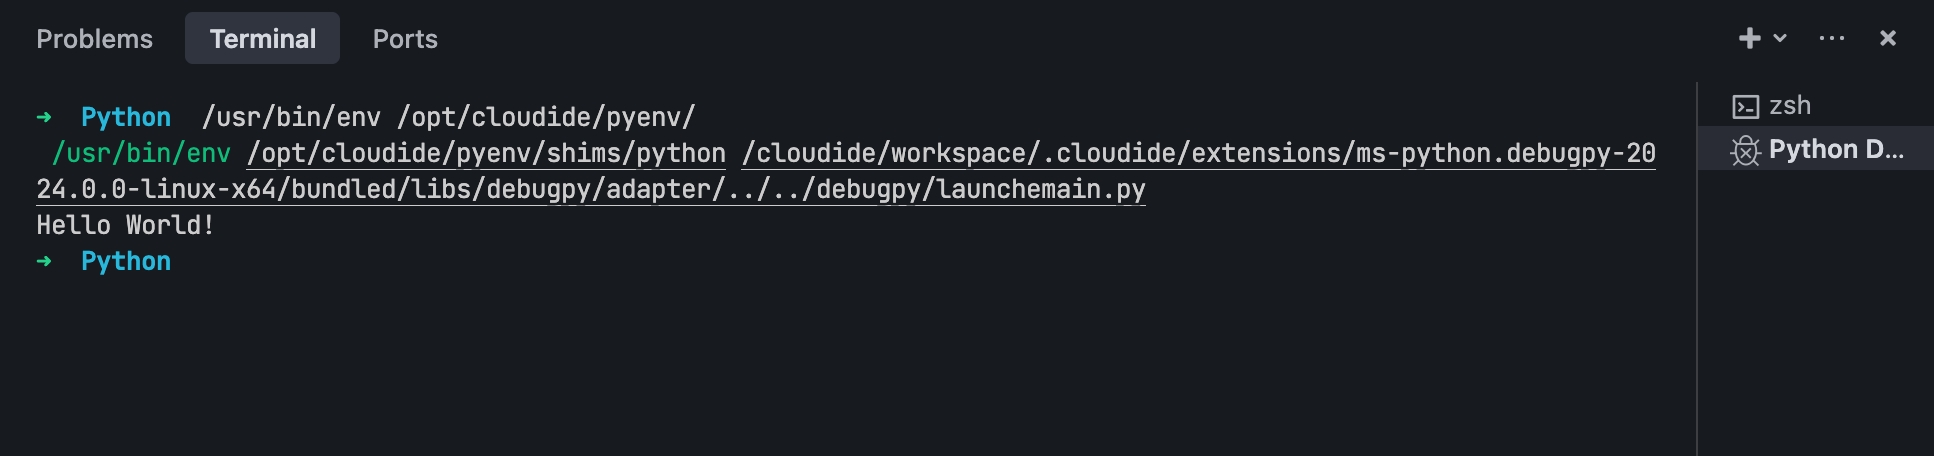 Problems Terminal Ports
➜ Python /usr/bin/env /opt/cloudide/pyenv/
/usr/bin/env /opt/cloudide/pyenv/shims/python /cloudide/workspace/.cloudide/extensions/ms-python.debugpy-20
24.0.0-linux-x64/bundled/libs/debugpy/adapter/../../debugpy/launchemain.py
Hello World!
➜ Python
zsh
Python D...